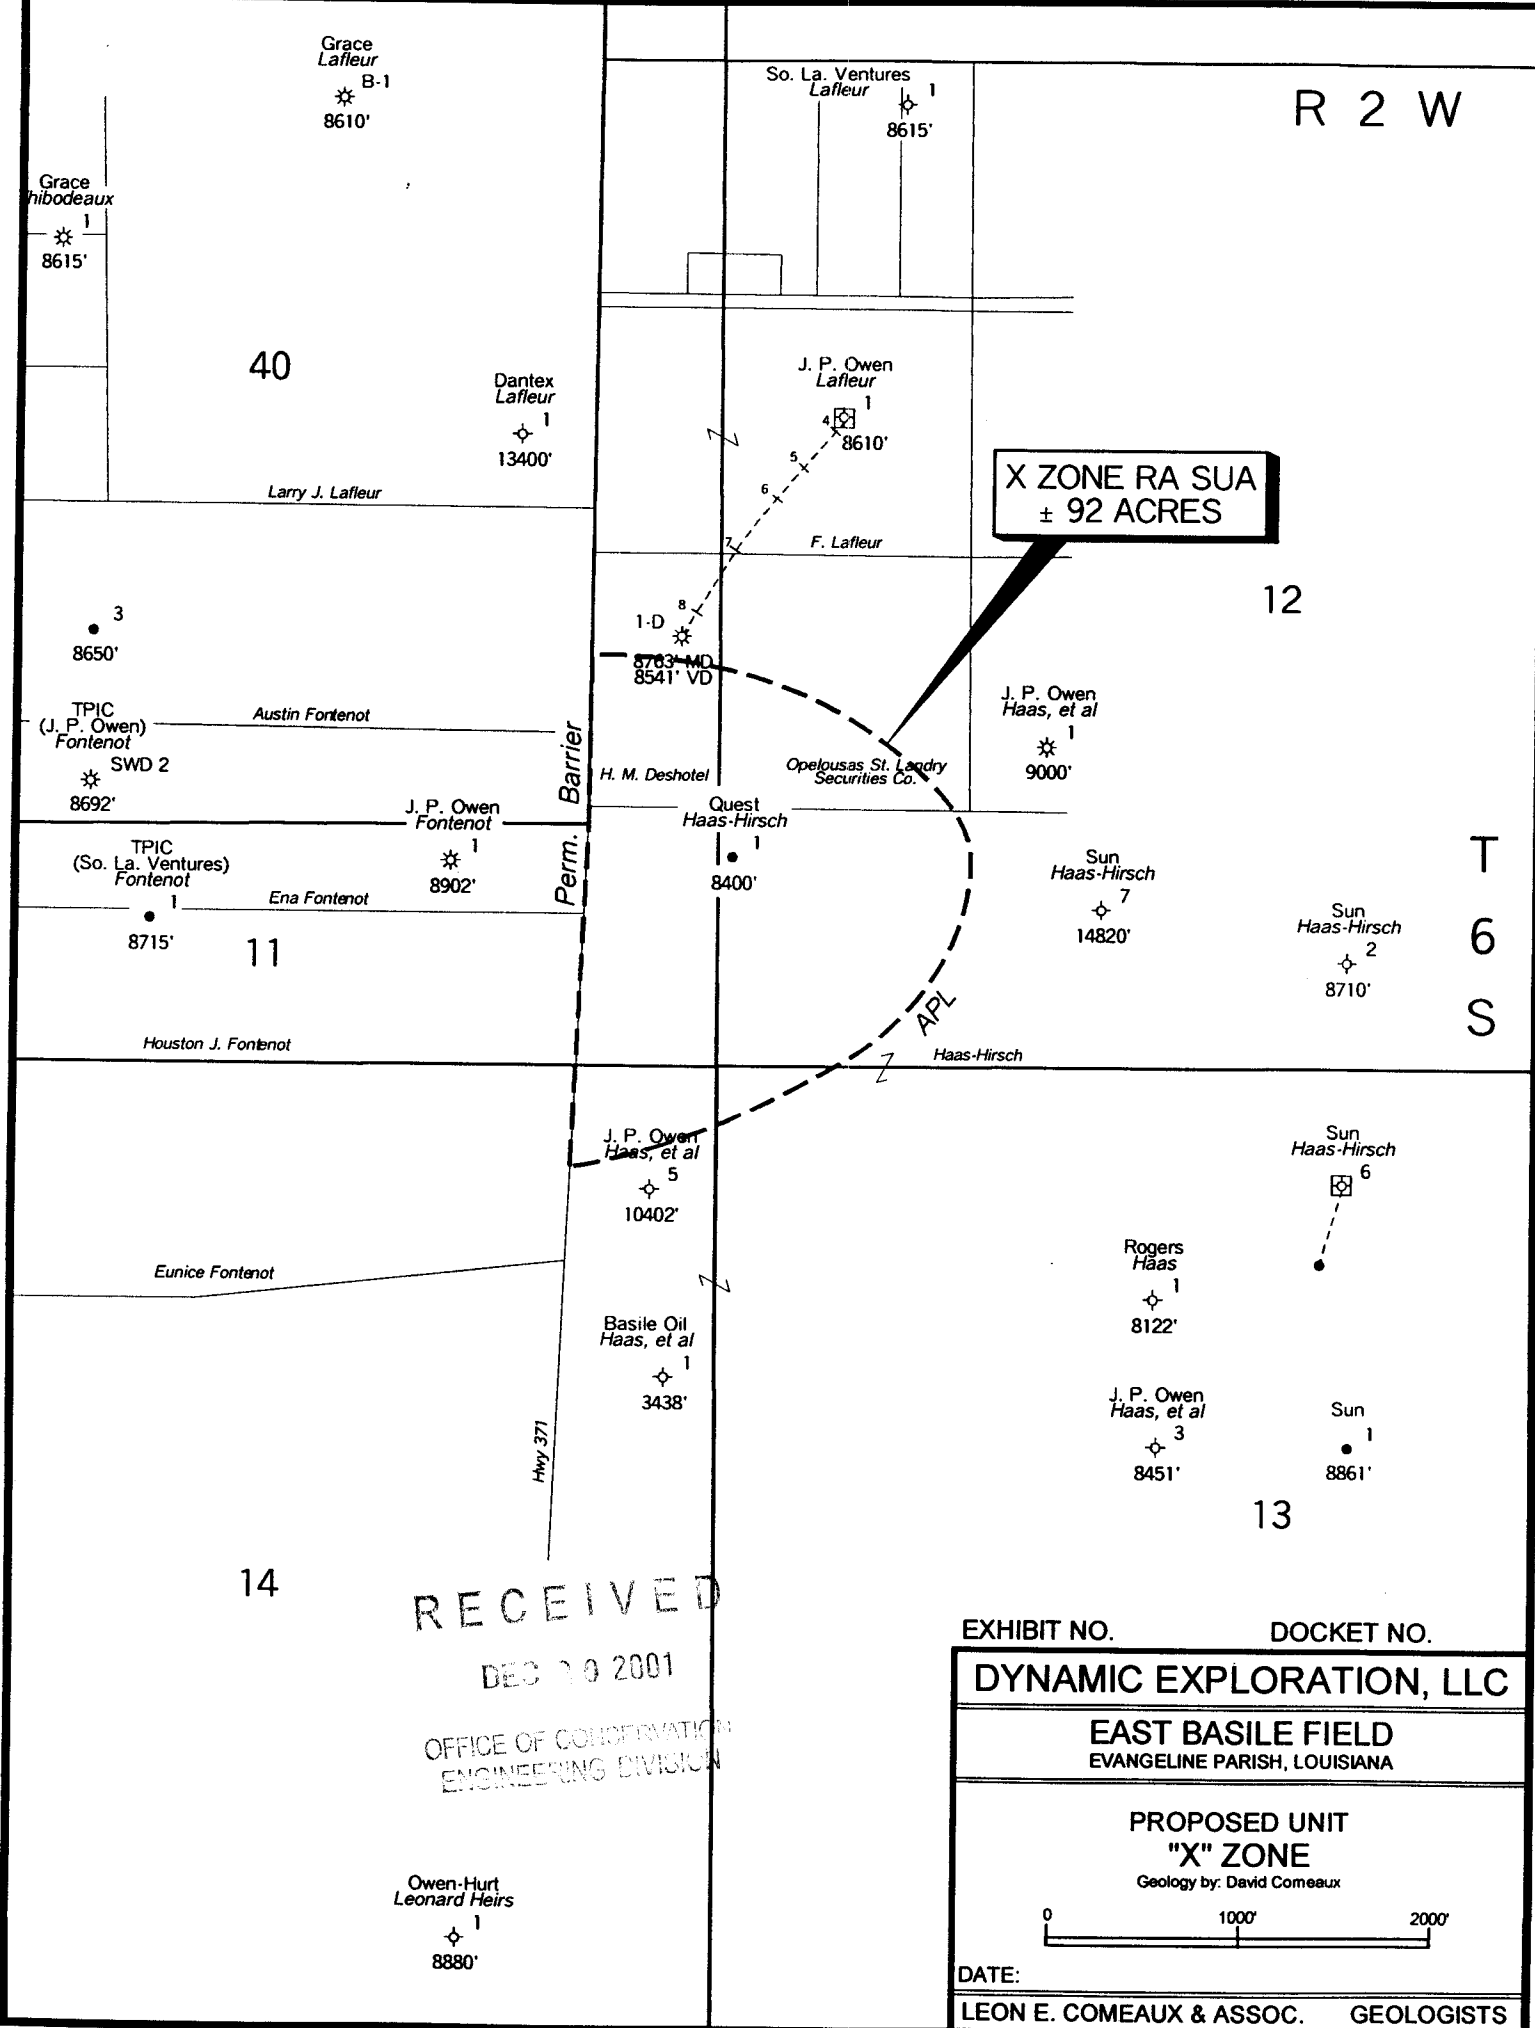 Grace
Lafleur
B-1
8610'
So. La. Ventures
Lafleur
1
8615'
R 2 W
Grace
hibodeaux
1
8615'
40
Dantex
Lafleur
1
13400'
J. P. Owen
Lafleur
1
4
8610'
5
6
7
8
X ZONE RA SUA
± 92 ACRES
Larry J. Lafleur
F. Lafleur
12
3
8650'
1-D
8763' MD
8541' VD
TPIC
(J. P. Owen)
Fontenot
SWD 2
8692'
Austin Fontenot
Perm. Barrier
H. M. Deshotel
Opelousas St. Landry
Securities Co.
J. P. Owen
Haas, et al
1
9000'
J. P. Owen
Fontenot
1
8902'
Quest
Haas-Hirsch
1
8400'
TPIC
(So. La. Ventures)
Fontenot
1
8715'
Ena Fontenot
11
Sun
Haas-Hirsch
7
14820'
Sun
Haas-Hirsch
2
8710'
T
6
S
APL
Houston J. Fontenot
Haas-Hirsch
J. P. Owen
Haas, et al
5
10402'
Sun
Haas-Hirsch
6
Rogers
Haas
1
8122'
Eunice Fontenot
Basile Oil
Haas, et al
1
3438'
Hwy 371
J. P. Owen
Haas, et al
3
8451'
Sun
1
8861'
13
14
RECEIVED
DEC 0 2001
OFFICE OF CONSERVATION
ENGINEERING DIVISION
Owen-Hurt
Leonard Heirs
1
8880'
EXHIBIT NO. DOCKET NO.
DYNAMIC EXPLORATION, LLC
EAST BASILE FIELD
EVANGELINE PARISH, LOUISIANA
PROPOSED UNIT
"X" ZONE
Geology by: David Comeaux
0 1000' 2000'
DATE:
LEON E. COMEAUX & ASSOC. GEOLOGISTS